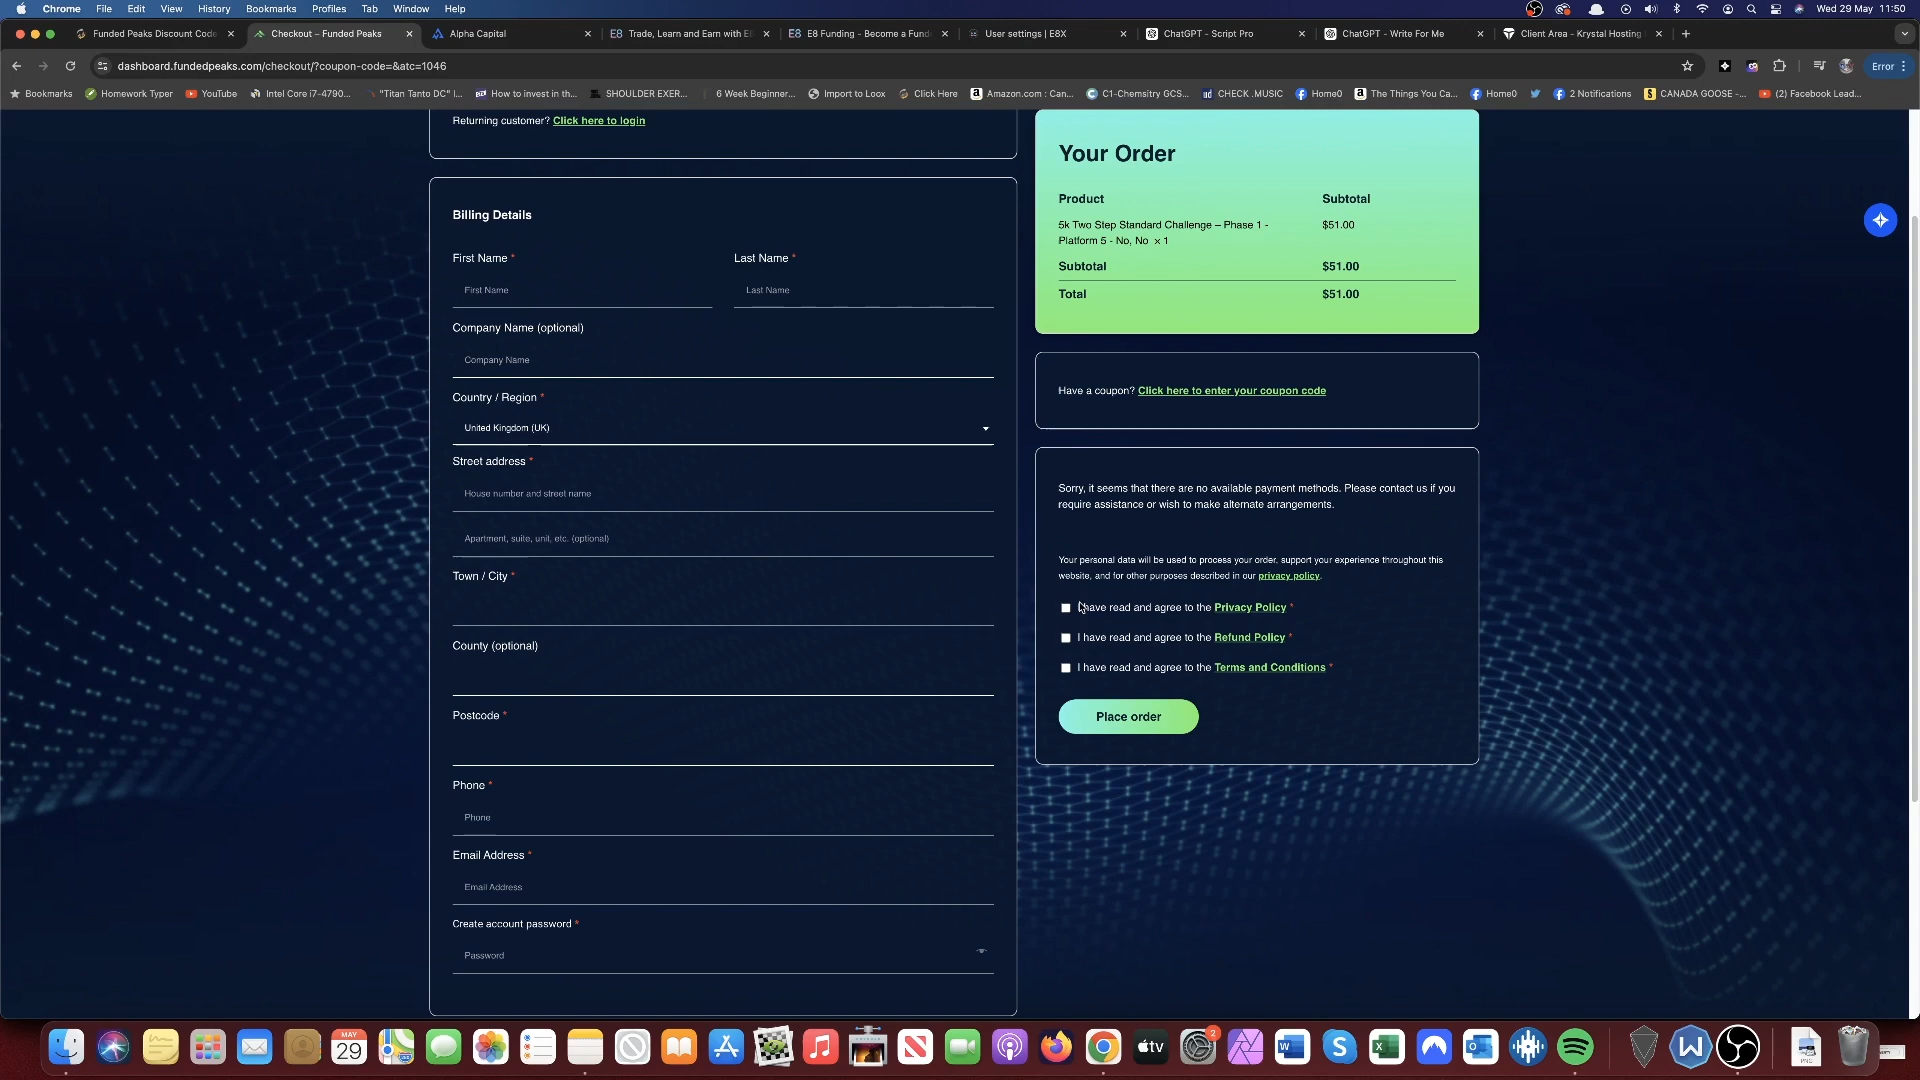 Chrome File Edit View History Bookmarks Profiles Tab Window Help Wed 29 May 11:50
Funded Peaks Discount Code Checkout – Funded Peaks Alpha Capital Trade, Learn and Earn with E8 E8 Funding - Become a Fund User settings | E8X ChatGPT - Script Pro ChatGPT - Write For Me Client Area - Krystal Hosting
dashboard.fundedpeaks.com/checkout/?coupon-code=&atc=1046 Error
Bookmarks Homework Typer YouTube Intel Core i7-4790... "Titan Tanto DC" I... How to invest in th... SHOULDER EXER... 6 Week Beginner... Import to Loox Click Here Amazon.com : Can... C1-Chemsitry GCS... CHECK .MUSIC Home0 The Things You Ca... Home0 2 Notifications CANADA GOOSE -... (2) Facebook Lead...
Returning customer? Click here to login
Billing Details
First Name * Last Name *
First Name Last Name
Company Name (optional)
Company Name
Country / Region *
United Kingdom (UK)
Street address *
House number and street name
Apartment, suite, unit, etc. (optional)
Town / City *
County (optional)
Postcode *
Phone *
Phone
Email Address *
Email Address
Create account password *
Password
Your Order
Product Subtotal
5k Two Step Standard Challenge – Phase 1 - $51.00
Platform 5 - No, No × 1
Subtotal $51.00
Total $51.00
Have a coupon? Click here to enter your coupon code
Sorry, it seems that there are no available payment methods. Please contact us if you
require assistance or wish to make alternate arrangements.
Your personal data will be used to process your order, support your experience throughout this
website, and for other purposes described in our privacy policy.
I have read and agree to the Privacy Policy *
I have read and agree to the Refund Policy *
I have read and agree to the Terms and Conditions *
Place order
MAY
29
tv
2
PNG